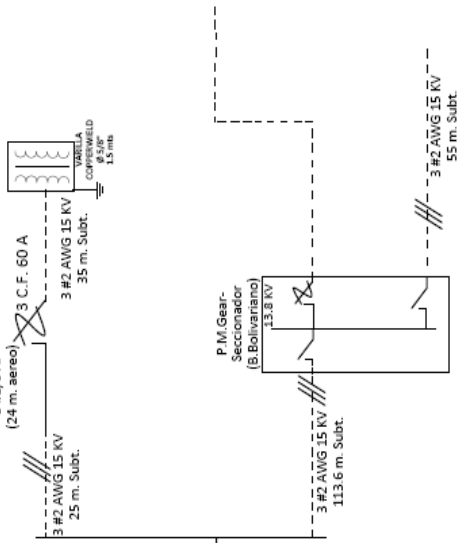 (24 m. aereo)
3 C.F. 60 A
VARILLA
COPPERWIELD
Ø 5/8"
1.5 mts
3 #2 AWG 15 KV
35 m. Subt.
3 #2 AWG 15 KV
25 m. Subt.
P.M.Gear-
Seccionador
(B.Bolivariano)
13.8 KV
3 #2 AWG 15 KV
113.6 m. Subt.
3 #2 AWG 15 KV
55 m. Subt.